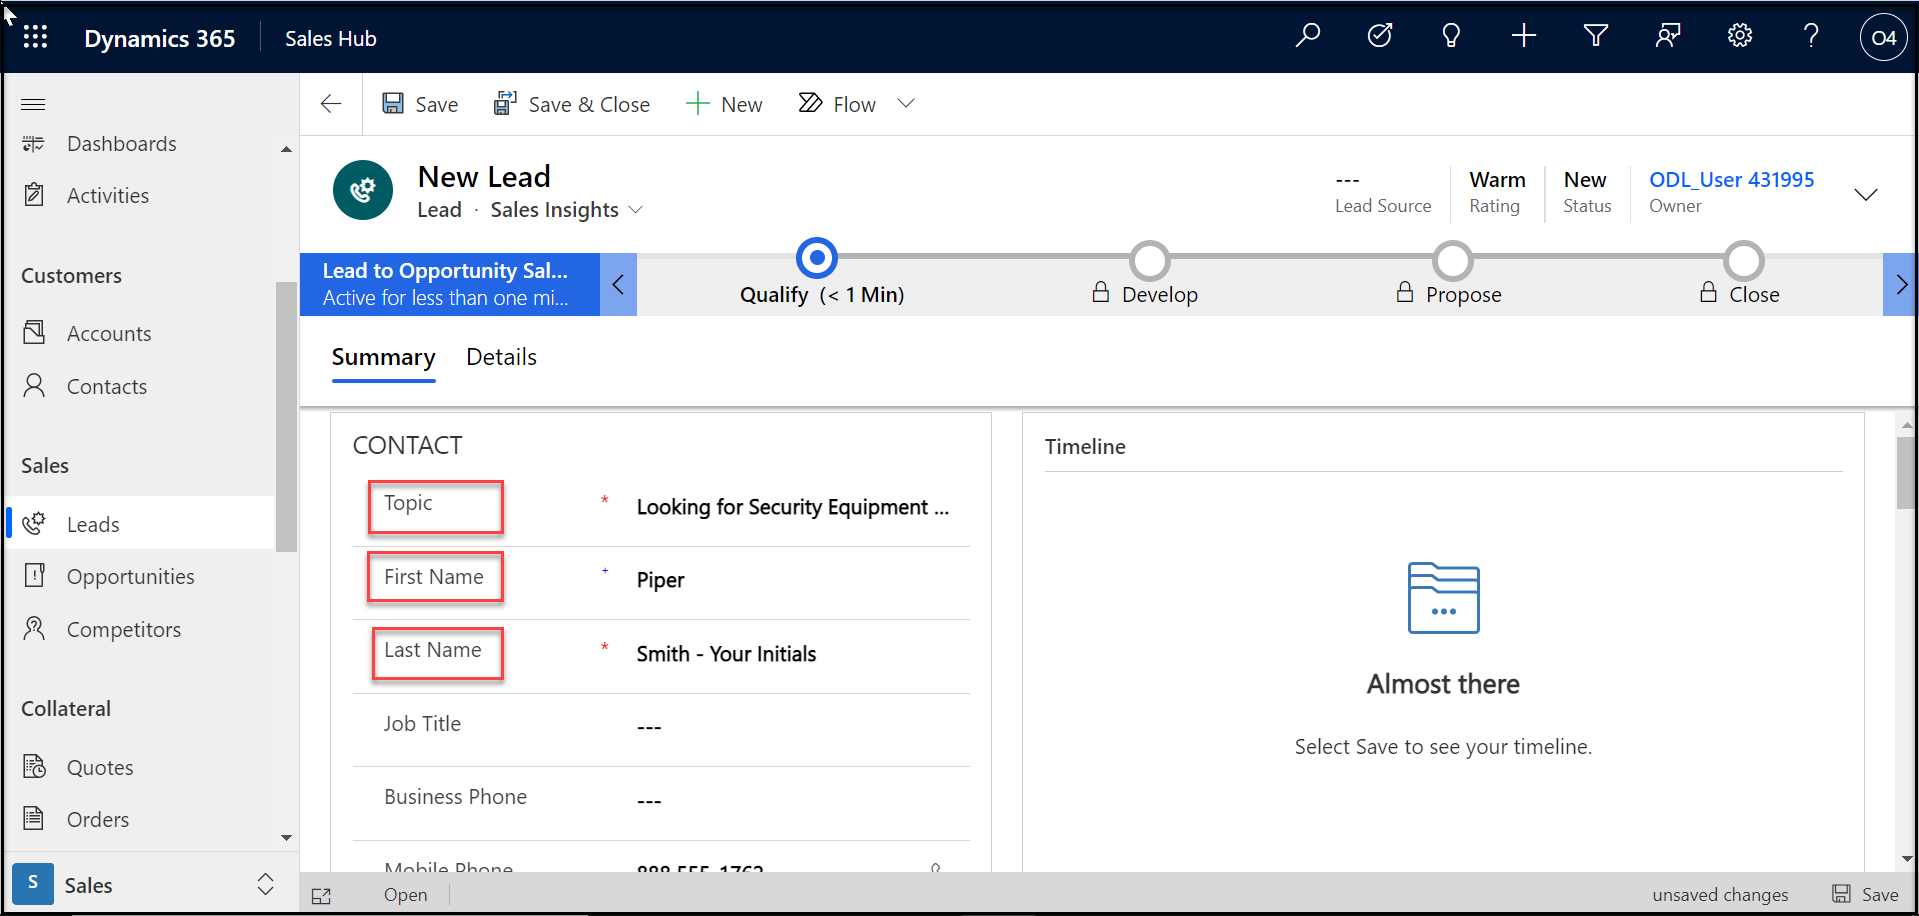 Dynamics 365
Sales Hub
O4
Save
Save & Close
New
Flow
Dashboards
Activities
Customers
Accounts
Contacts
Sales
Leads
Opportunities
Competitors
Collateral
Quotes
Orders
S
Sales
New Lead
Lead · Sales Insights
---
Lead Source
Warm
Rating
New
Status
ODL_User 431995
Owner
Lead to Opportunity Sal...
Active for less than one mi...
Qualify (< 1 Min)
Develop
Propose
Close
Summary
Details
CONTACT
Topic * Looking for Security Equipment ...
First Name + Piper
Last Name * Smith - Your Initials
Job Title ---
Business Phone ---
Mobile Phone 888-555-1762
Timeline
Almost there
Select Save to see your timeline.
Open
unsaved changes
Save